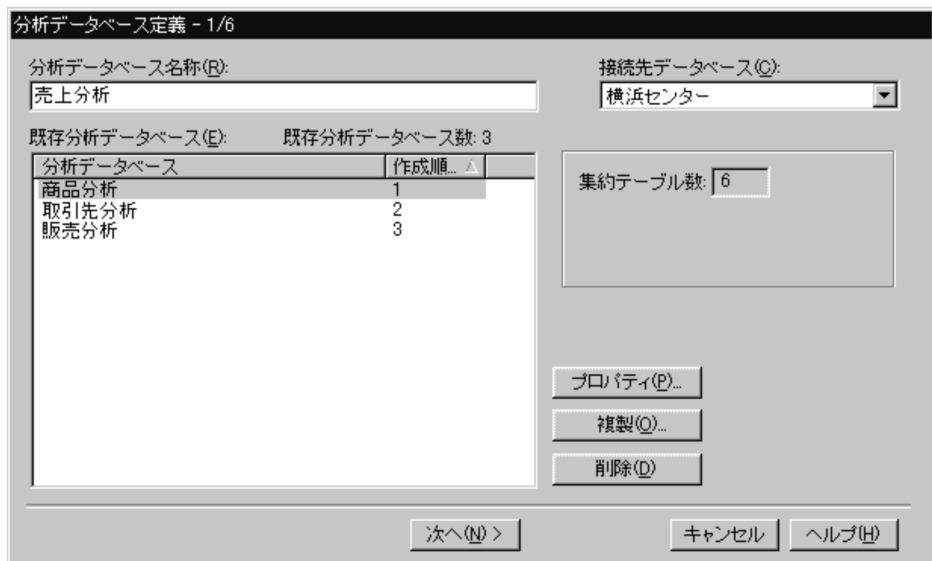 分析データベース定義 - 1/6
分析データベース名称(R):
接続先データベース(C):
売上分析
横浜センター
既存分析データベース(E): 既存分析データベース数: 3
分析データベース 作成順...
商品分析 1
取引先分析 2
販売分析 3
集約テーブル数: 6
プロパティ(P)...
複製(O)...
削除(D)
次へ(N) >
キャンセル
ヘルプ(H)